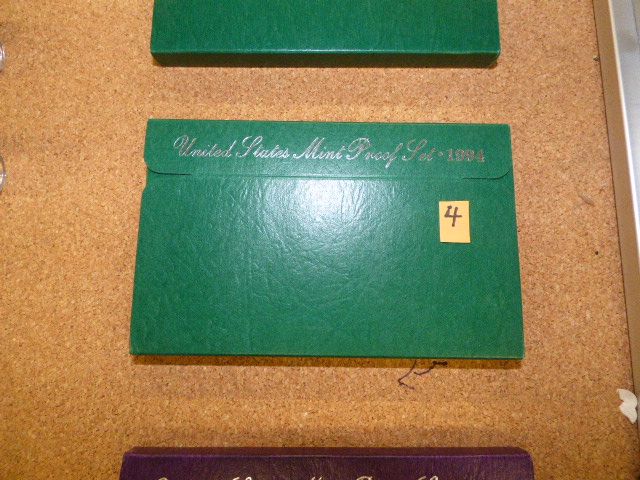 United States Mint Proof Set • 1994
4